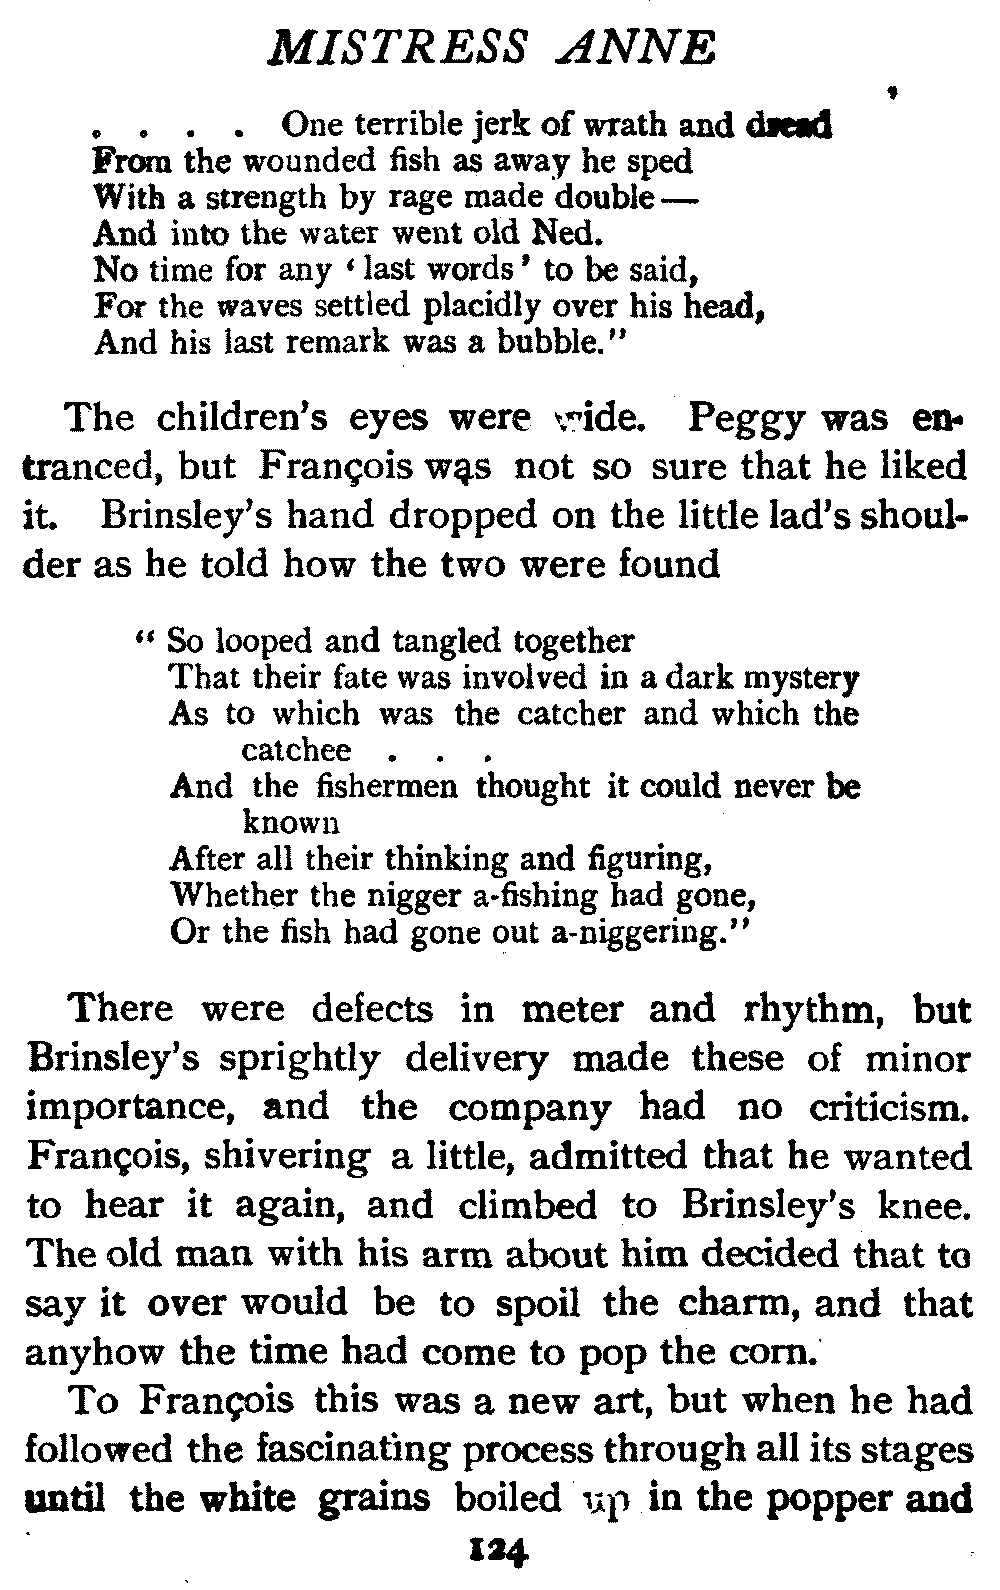 MISTRESS ANNE
. . . . One terrible jerk of wrath and dread
From the wounded fish as away he sped
With a strength by rage made double—
And into the water went old Ned.
No time for any ‘last words’ to be said,
For the waves settled placidly over his head,
And his last remark was a bubble.”
The children's eyes were wide. Peggy was en-
tranced, but François was not so sure that he liked
it. Brinsley's hand dropped on the little lad's shoul-
der as he told how the two were found
“ So looped and tangled together
That their fate was involved in a dark mystery
As to which was the catcher and which the
catchee . . .
And the fishermen thought it could never be
known
After all their thinking and figuring,
Whether the nigger a-fishing had gone,
Or the fish had gone out a-niggering.”
There were defects in meter and rhythm, but
Brinsley's sprightly delivery made these of minor
importance, and the company had no criticism.
François, shivering a little, admitted that he wanted
to hear it again, and climbed to Brinsley's knee.
The old man with his arm about him decided that to
say it over would be to spoil the charm, and that
anyhow the time had come to pop the corn.
To François this was a new art, but when he had
followed the fascinating process through all its stages
until the white grains boiled up in the popper and
124